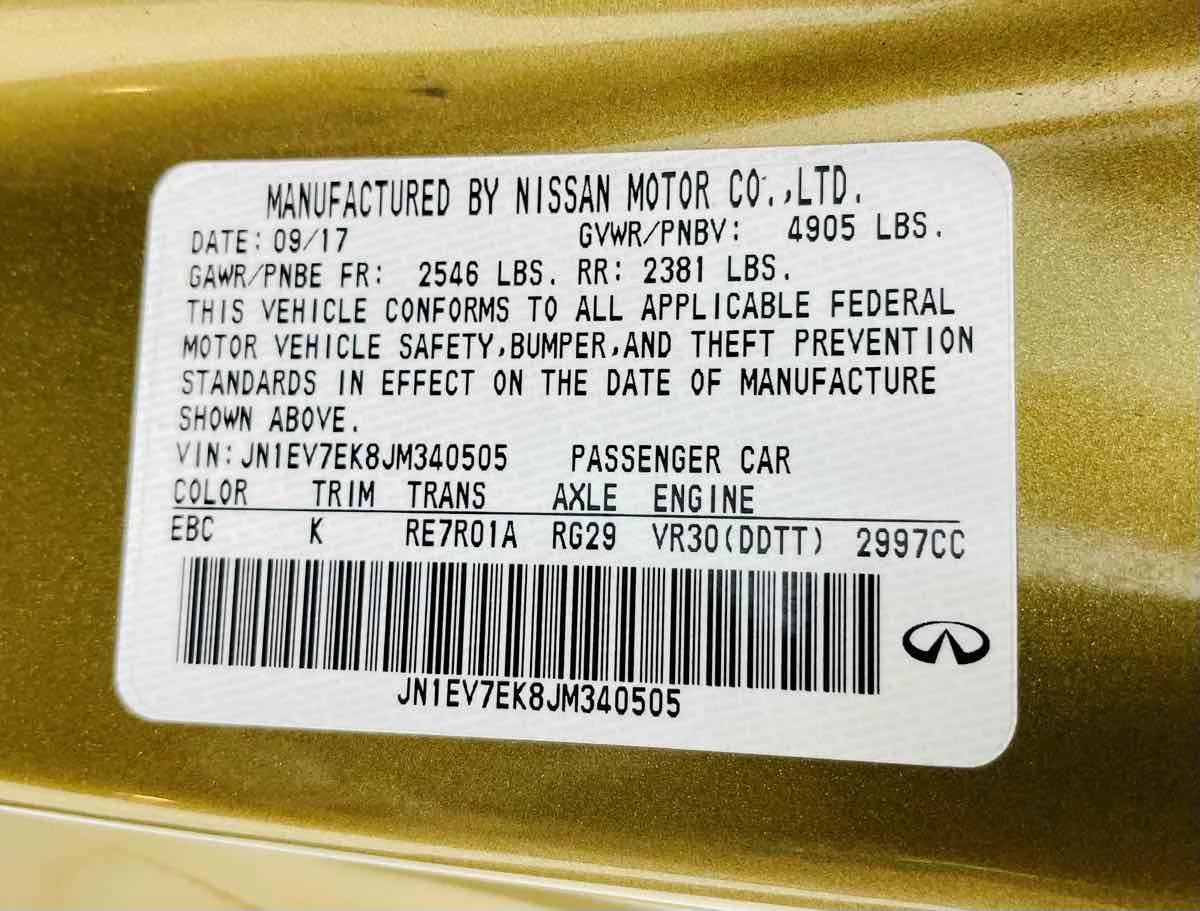 MANUFACTURED BY NISSAN MOTOR CO.,LTD.
DATE: 09/17 GVWR/PNBV: 4905 LBS.
GAWR/PNBE FR: 2546 LBS. RR: 2381 LBS.
THIS VEHICLE CONFORMS TO ALL APPLICABLE FEDERAL
MOTOR VEHICLE SAFETY,BUMPER,AND THEFT PREVENTION
STANDARDS IN EFFECT ON THE DATE OF MANUFACTURE
SHOWN ABOVE.
VIN: JN1EV7EK8JM340505 PASSENGER CAR
COLOR TRIM TRANS AXLE ENGINE
EBC K RE7R01A RG29 VR30(DDTT) 2997CC
JN1EV7EK8JM340505